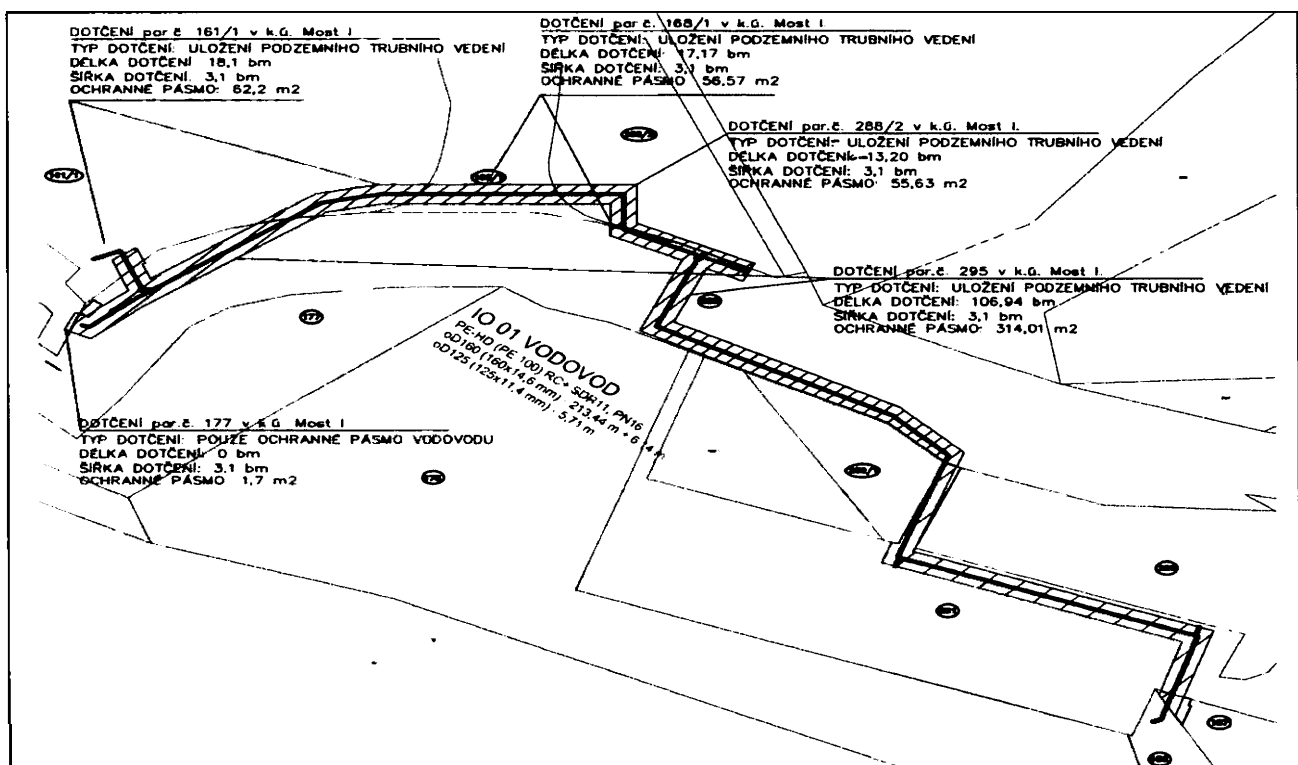 DOTČENÍ par č 161/1 v k.ú. Most I
TYP DOTČENÍ: ULOŽENÍ PODZEMNÍHO TRUBNÍHO VEDENÍ
DÉLKA DOTČENÍ 18,1 bm
ŠÍŘKA DOTČENÍ. 3,1 bm
OCHRANNÉ PÁSMO: 62,2 m2
DOTČENÍ par č. 168/1 v k.ú. Most I.
TYP DOTČENÍ: ULOŽENÍ PODZEMNÍHO TRUBNÍHO VEDENÍ
DÉLKA DOTČENÍ: 17,17 bm
ŠÍŘKA DOTČENÍ: 3,1 bm
OCHRANNÉ PÁSMO 56,57 m2
DOTČENÍ par.č. 288/2 v k.ú. Most I.
TYP DOTČENÍ: ULOŽENÍ PODZEMNÍHO TRUBNÍHO VEDENÍ
DÉLKA DOTČENÍ: 13,20 bm
ŠÍŘKA DOTČENÍ: 3,1 bm
OCHRANNÉ PÁSMO: 55,63 m2
161/1
DOTČENÍ par.č. 295 v k.ú. Most I.
TYP DOTČENÍ: ULOŽENÍ PODZEMNÍHO TRUBNÍHO VEDENÍ
DÉLKA DOTČENÍ: 106,94 bm
ŠÍŘKA DOTČENÍ: 3,1 bm
OCHRANNÉ PÁSMO: 314,01 m2
177
IO 01 VODOVOD
PE-HD (PE 100) RC+ SDR11, PN16
oD160 (160x14,6 mm) - 213,44 m +
oD125 (125x11,4 mm) - 5,71 m
DOTČENÍ par.č. 177 v k.ú. Most I
TYP DOTČENÍ: POUZE OCHRANNÉ PÁSMO VODOVODU
DÉLKA DOTČENÍ: 0 bm
ŠÍŘKA DOTČENÍ: 3,1 bm
OCHRANNÉ PÁSMO 1,7 m2